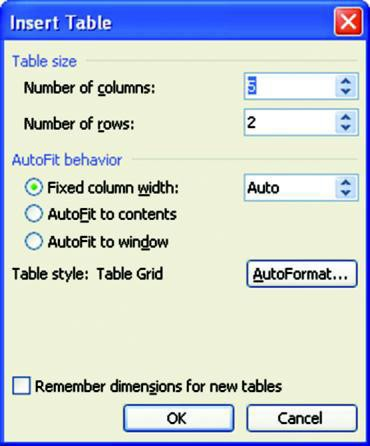 Insert Table
Table size
Number of columns: 5
Number of rows: 2
AutoFit behavior
Fixed column width: Auto
AutoFit to contents
AutoFit to window
Table style: Table Grid AutoFormat...
Remember dimensions for new tables
OK Cancel